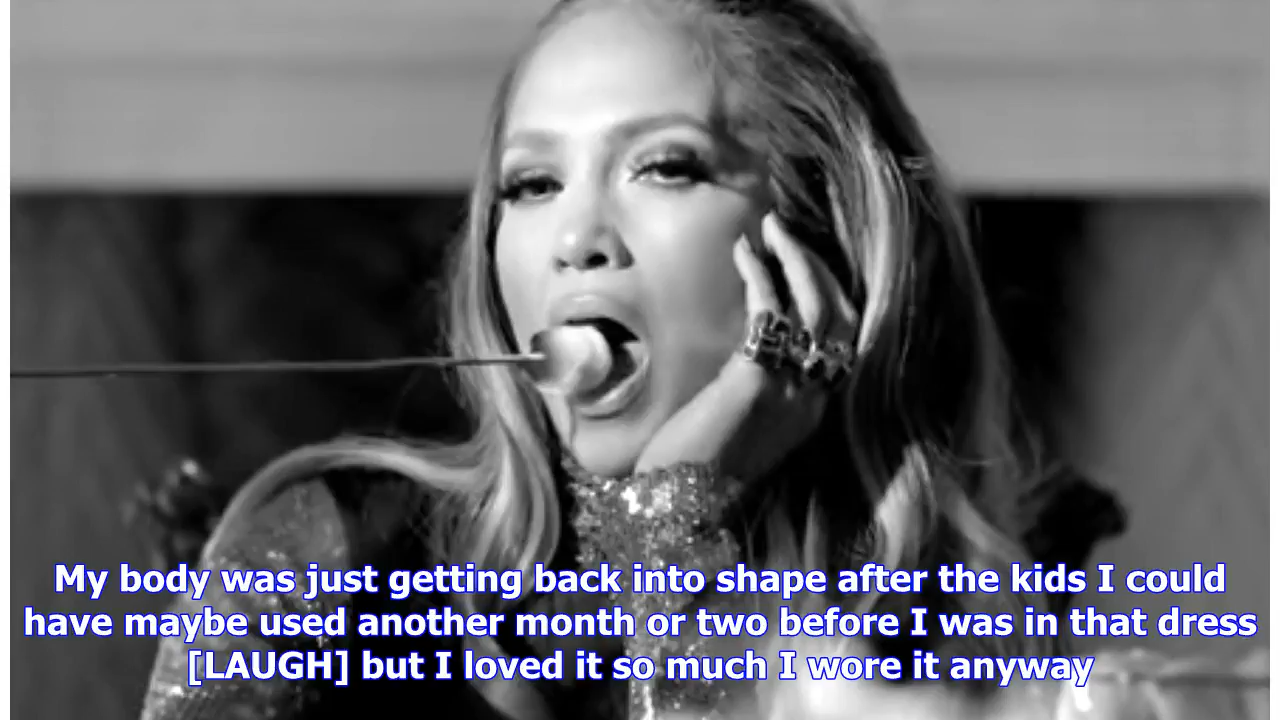 My body was just getting back into shape after the kids I could
have maybe used another month or two before I was in that dress
[LAUGH] but I loved it so much I wore it anyway